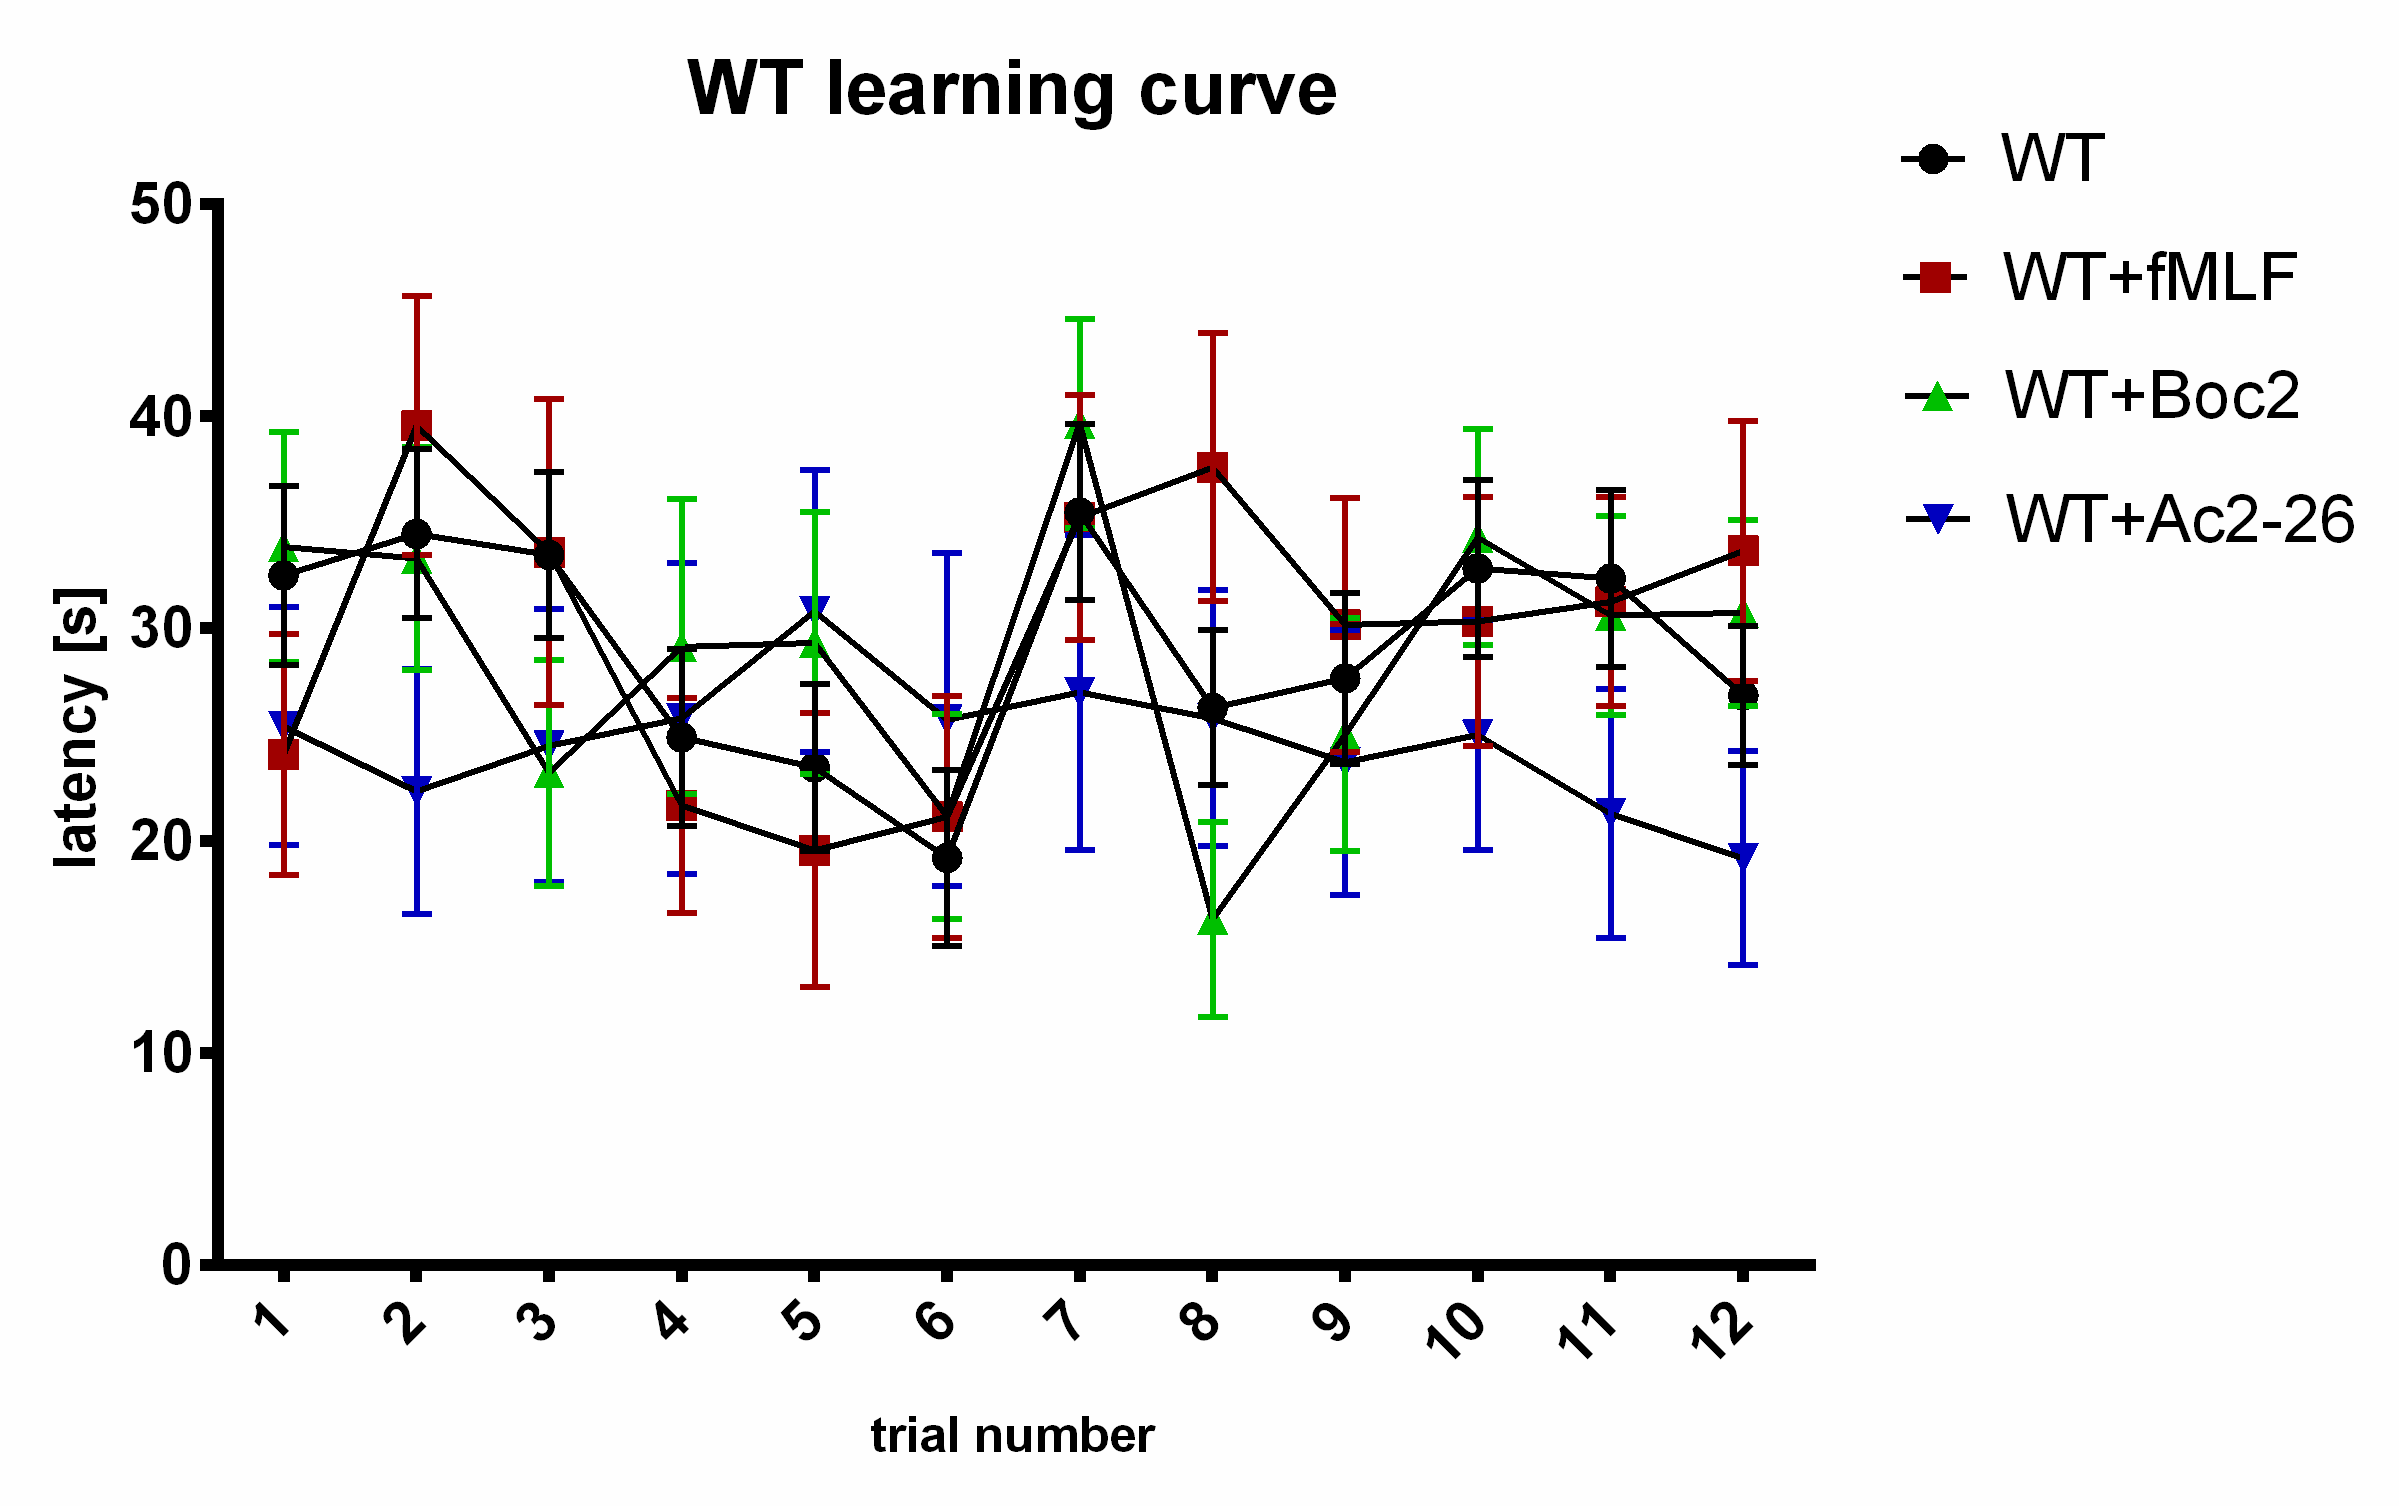 WT learning curve
WT
WT+fMLF
WT+Boc2
WT+Ac2-26
latency [s]
50
40
30
20
10
0
1 2 3 4 5 6 7 8 9 10 11 12
trial number